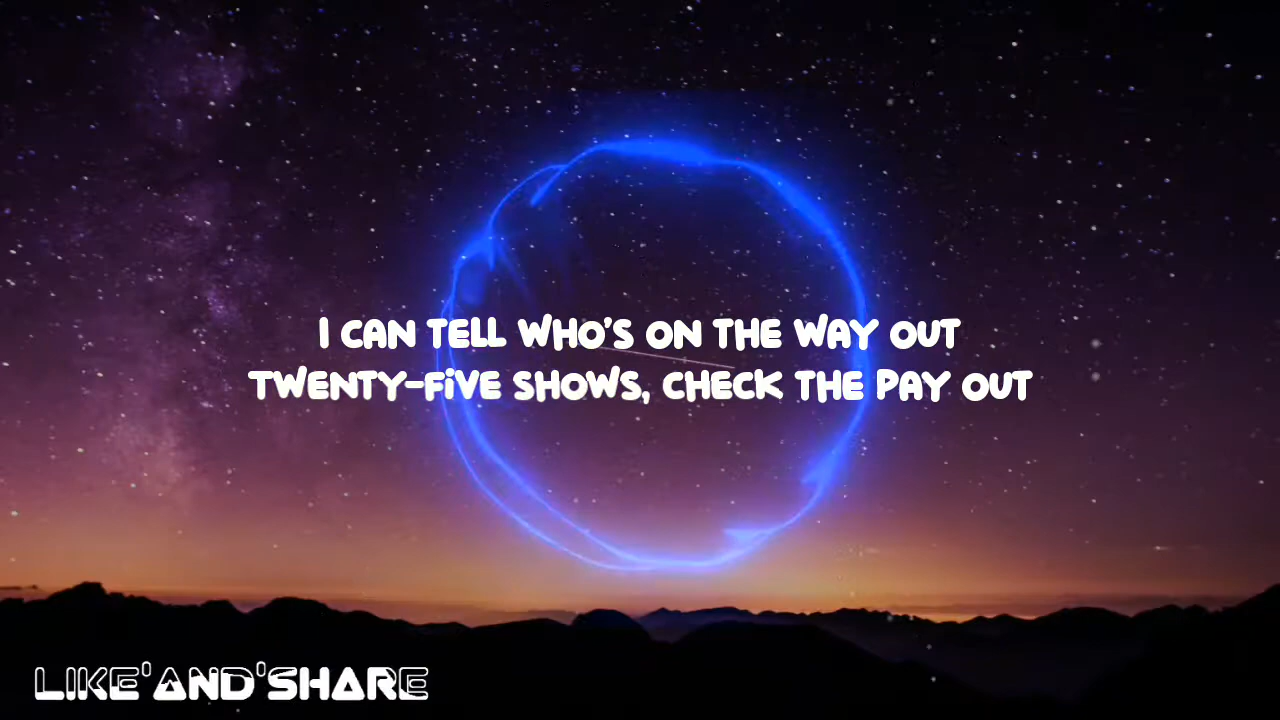 I CAN TELL WHO'S ON THE WAY OUT
TWENTY-FiVE SHOWS, CHECK THE PAY OUT
LIKE'AND'SHARE